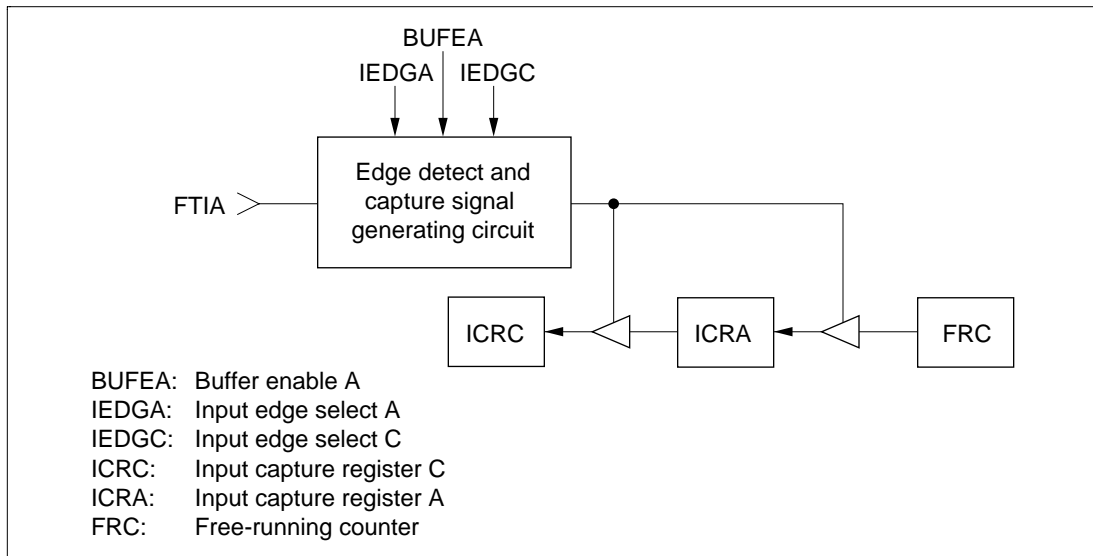 BUFEA
IEDGA IEDGC
FTIA
Edge detect and
capture signal
generating circuit
ICRC ICRA FRC
BUFEA: Buffer enable A
IEDGA: Input edge select A
IEDGC: Input edge select C
ICRC: Input capture register C
ICRA: Input capture register A
FRC: Free-running counter